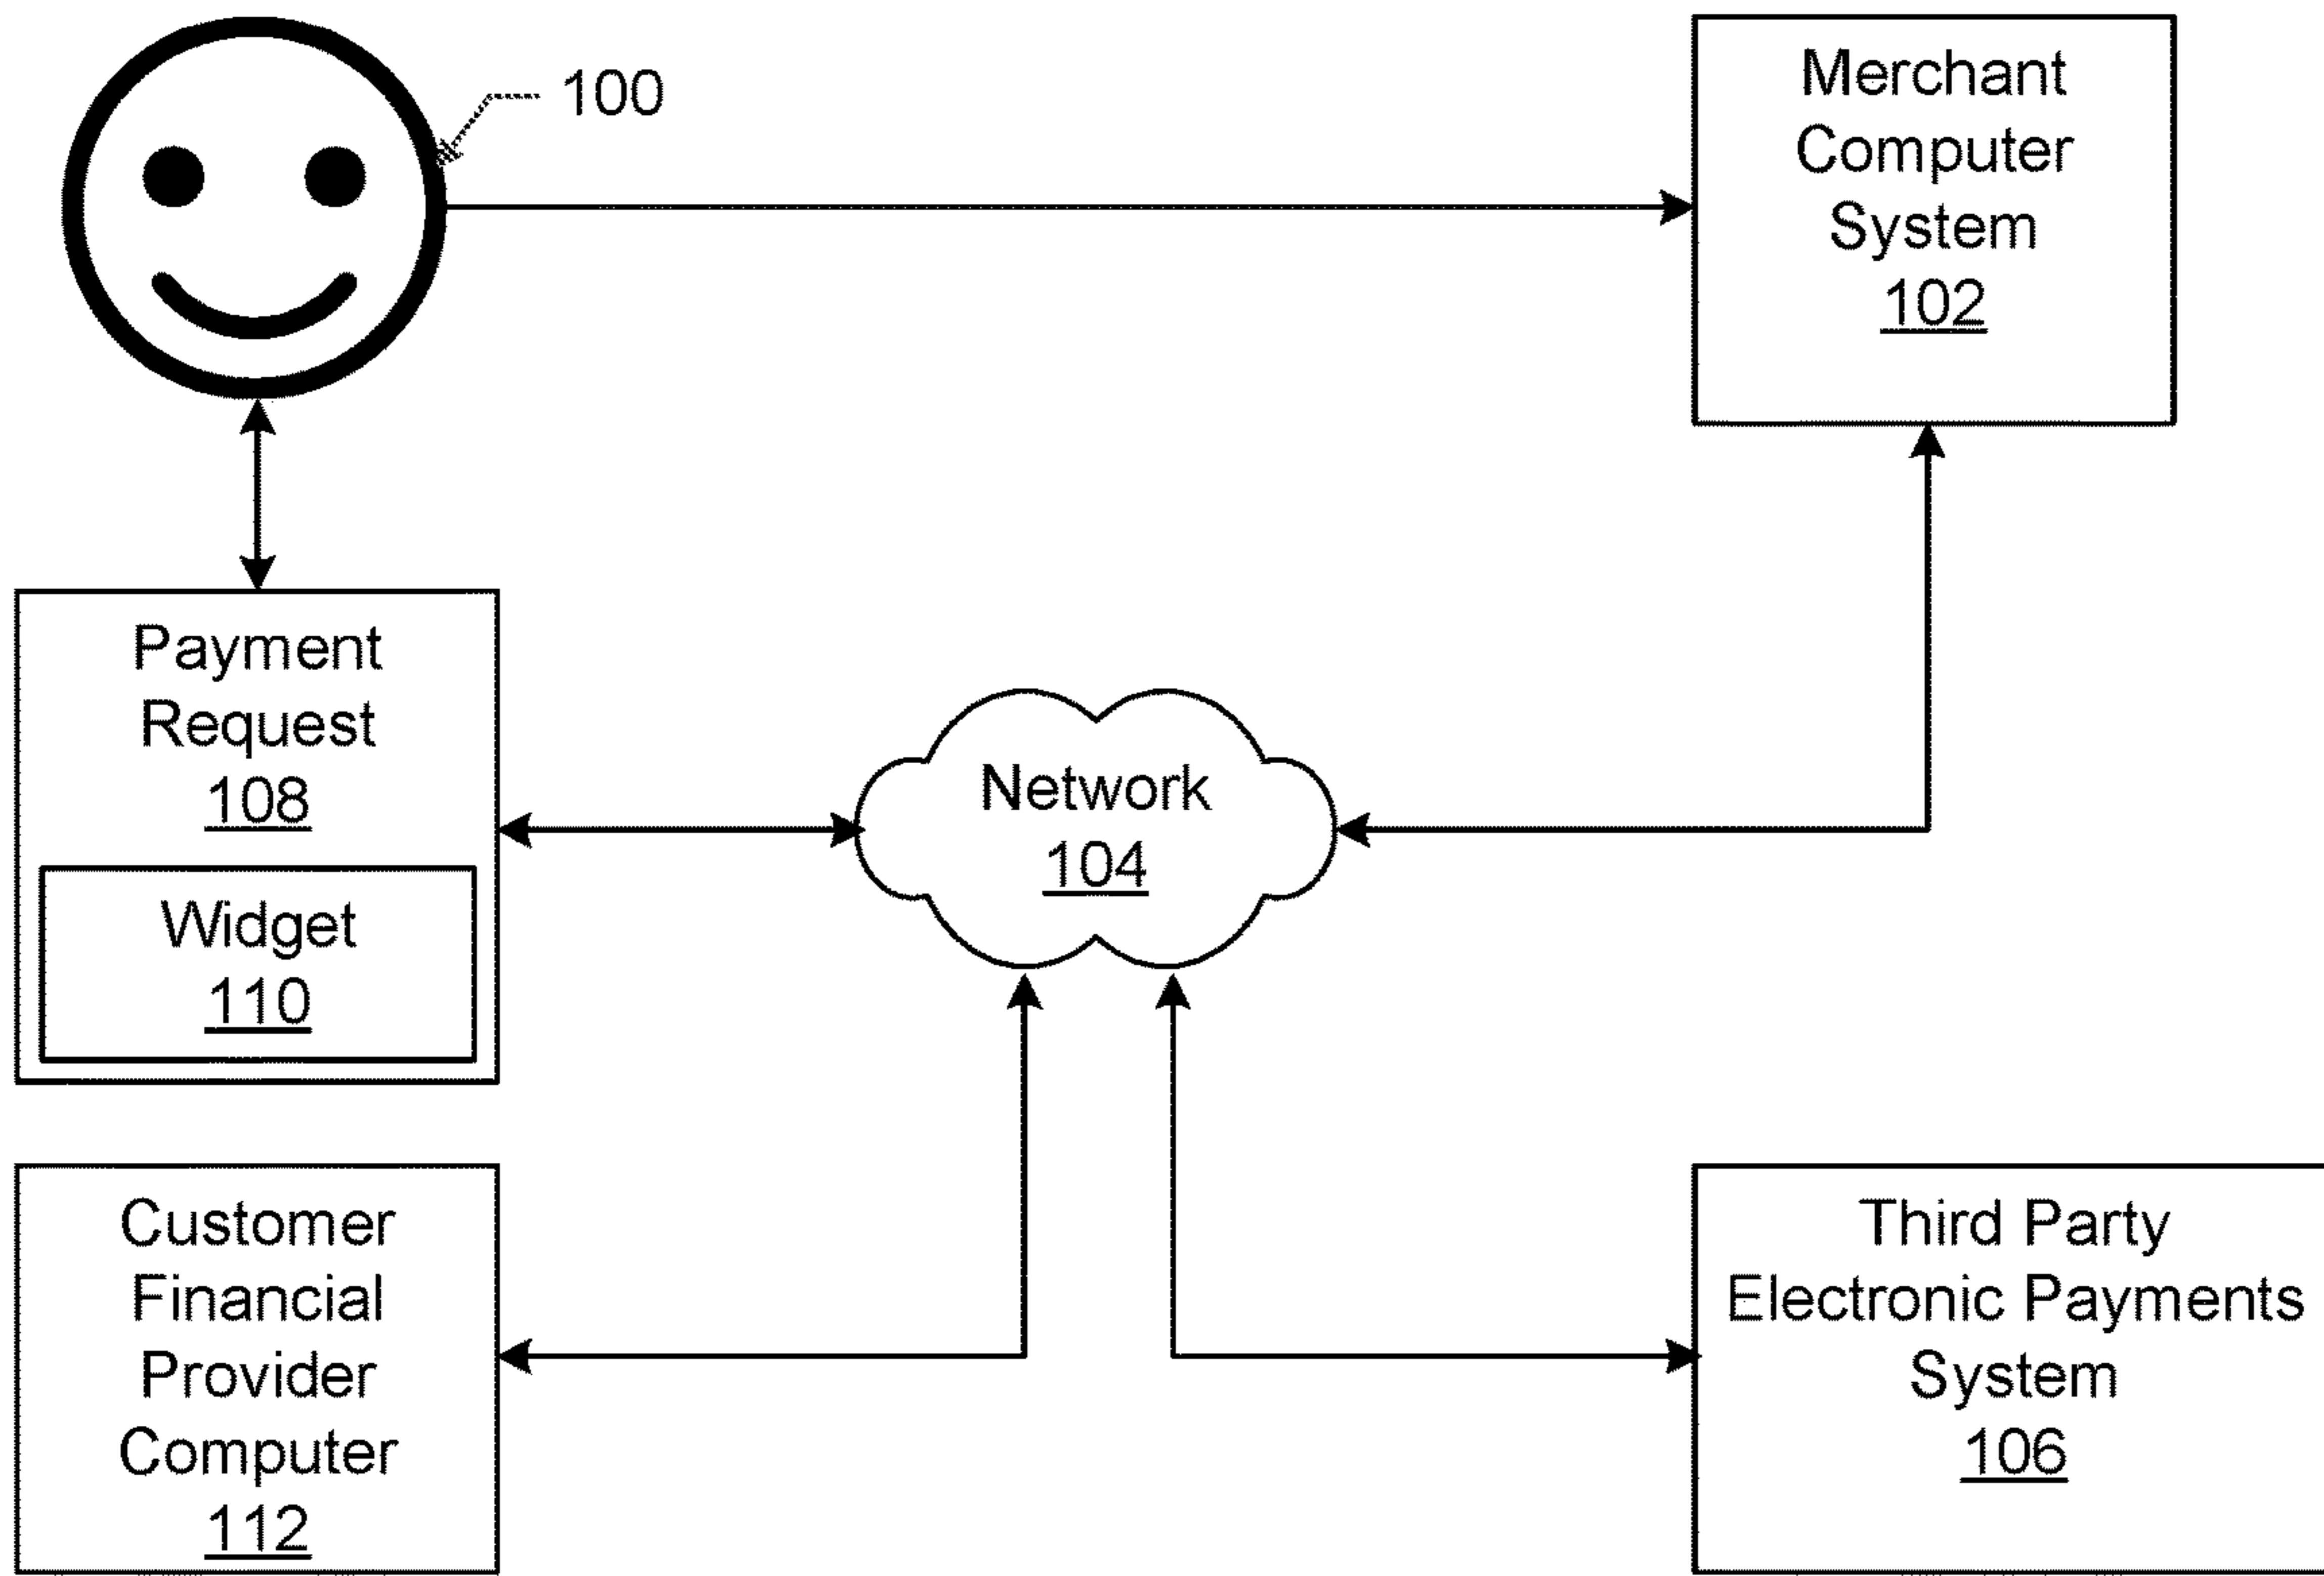 100
Merchant
Computer
System
102
Payment
Request
108
Widget
110
Network
104
Customer
Financial
Provider
Computer
112
Third Party
Electronic Payments
System
106